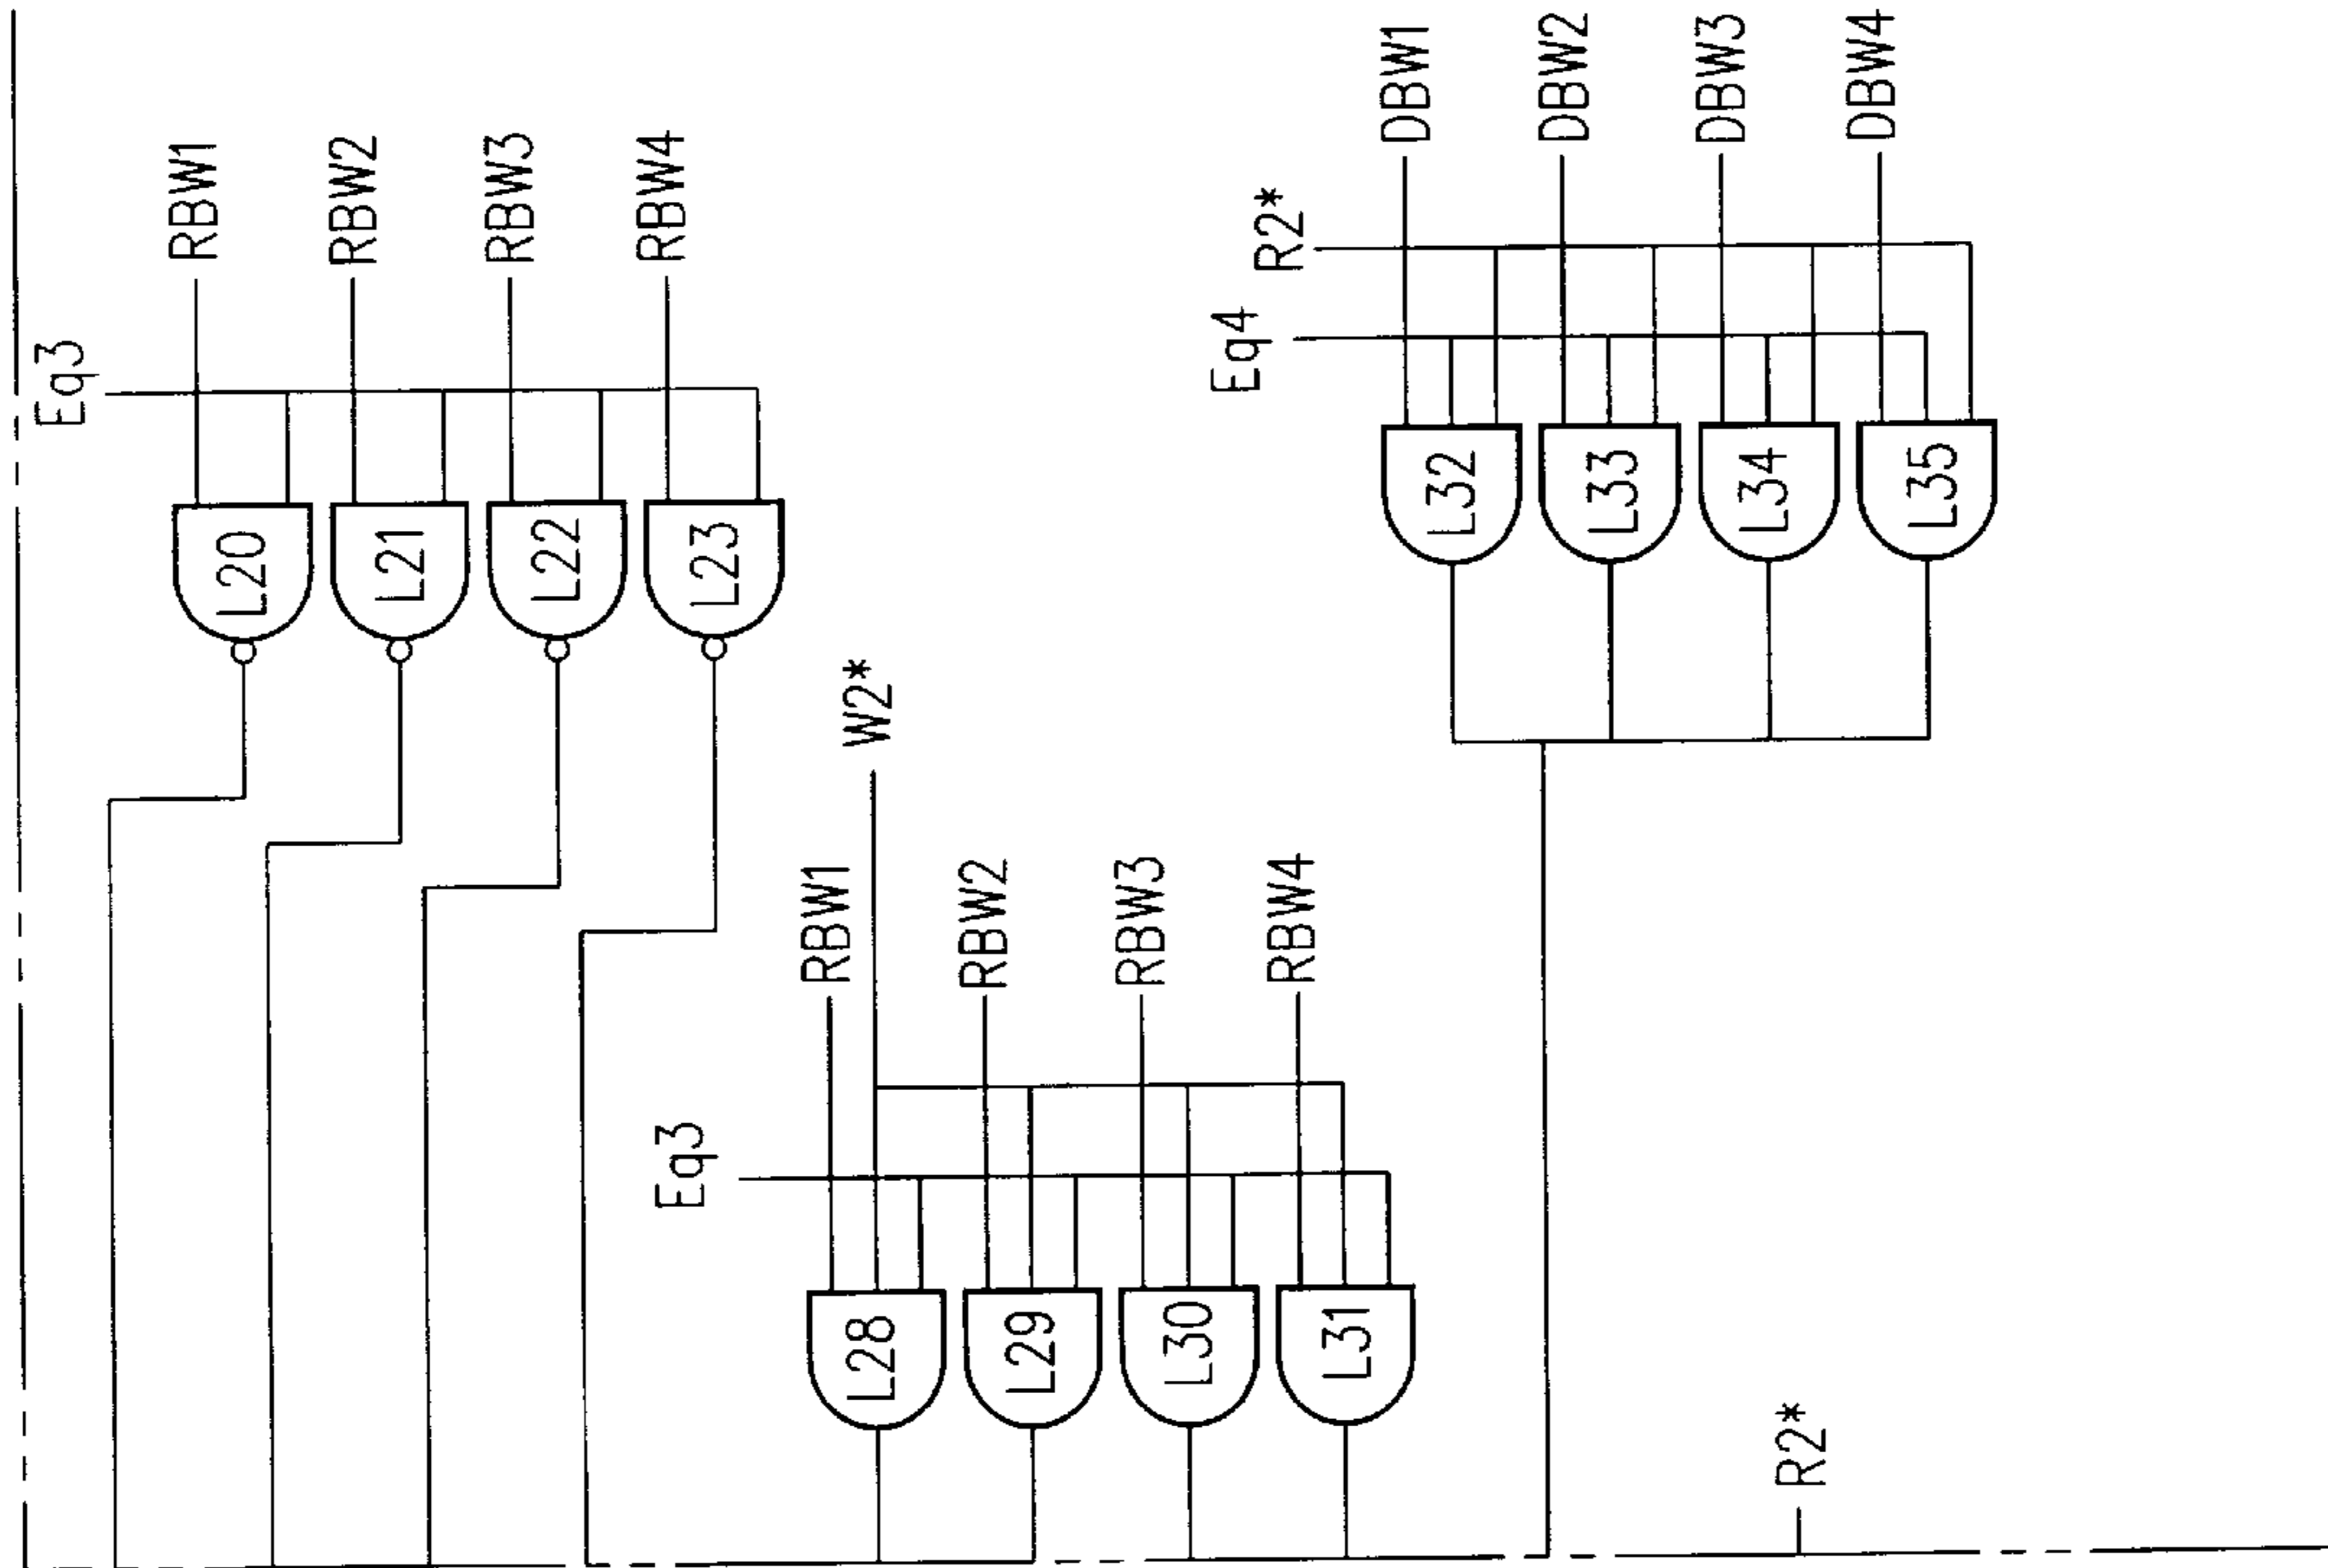 Eq3
RBW1
RBW2
RBW3
RBW4
L20
L21
L22
L23
W2*
RBW1
RBW2
RBW3
RBW4
Eq3
L28
L29
L30
L31
DBW1
DBW2
DBW3
DBW4
R2*
Eq4
L32
L33
L34
L35
R2*